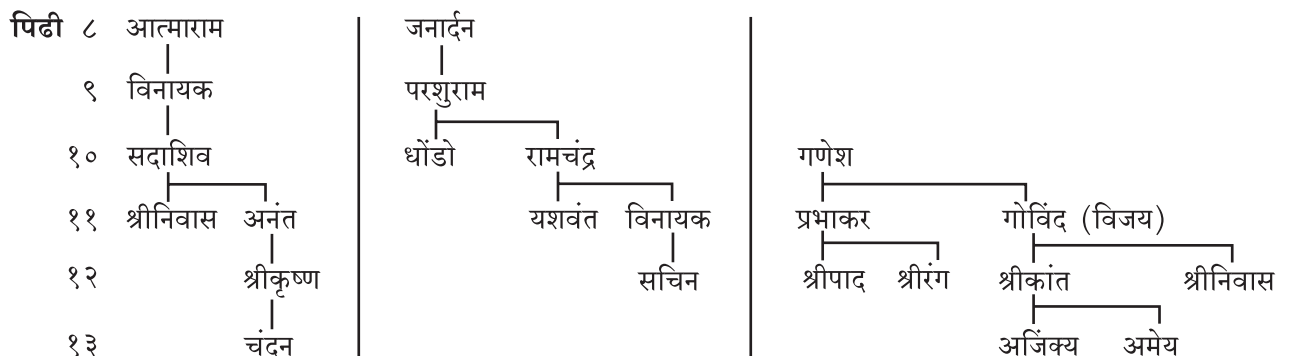 पिढी ८ आत्माराम जनार्दन
९ विनायक परशुराम
१० सदाशिव धोंडो रामचंद्र गणेश
११ श्रीनिवास अनंत यशवंत विनायक प्रभाकर गोविंद (विजय)
१२ श्रीकृष्ण सचिन श्रीपाद श्रीरंग श्रीकांत श्रीनिवास
१३ चंदन अजिंक्य अमेय